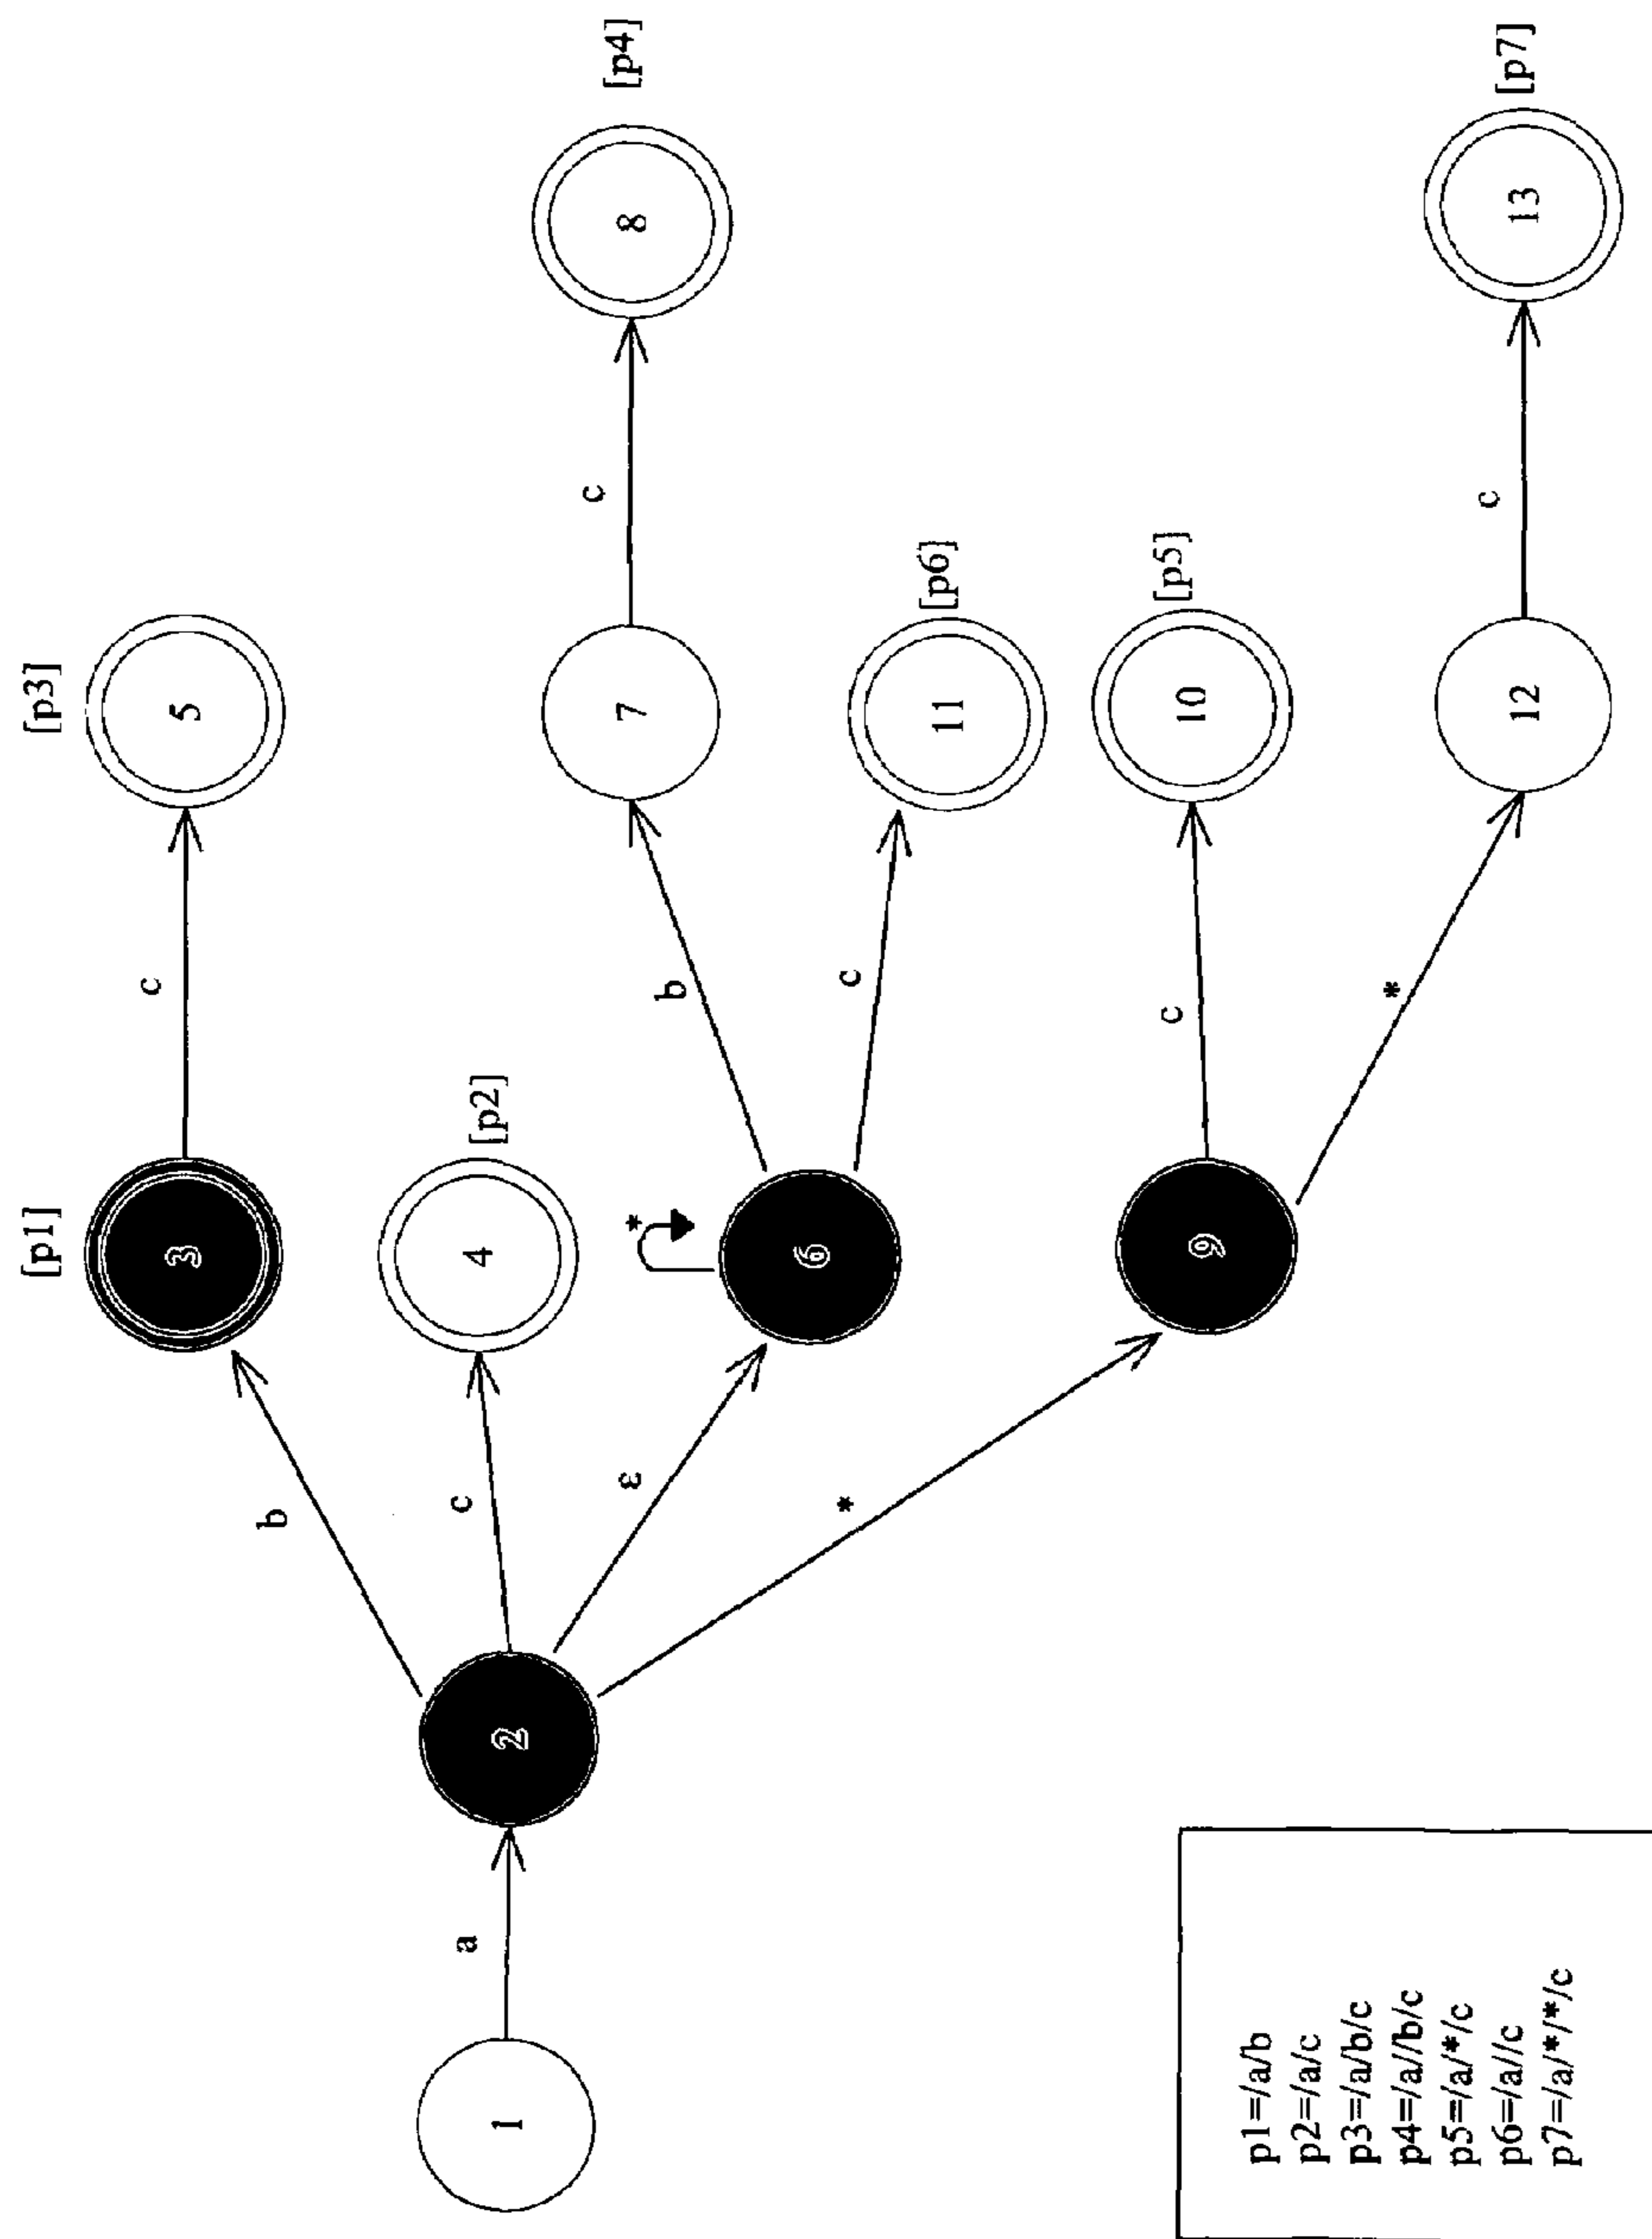 [p1]
[p3]
3
c
5
b
[p2]
[p4]
4
c
b
7
c
8
a
1
2
ε
*
6
c
[p6]
11
*
[p5]
9
c
10
[p7]
*
12
c
13
p1=/a/b
p2=/a/c
p3=/a/b/c
p4=/a//b/c
p5=/a/*/c
p6=/a//c
p7=/a/*/*/c